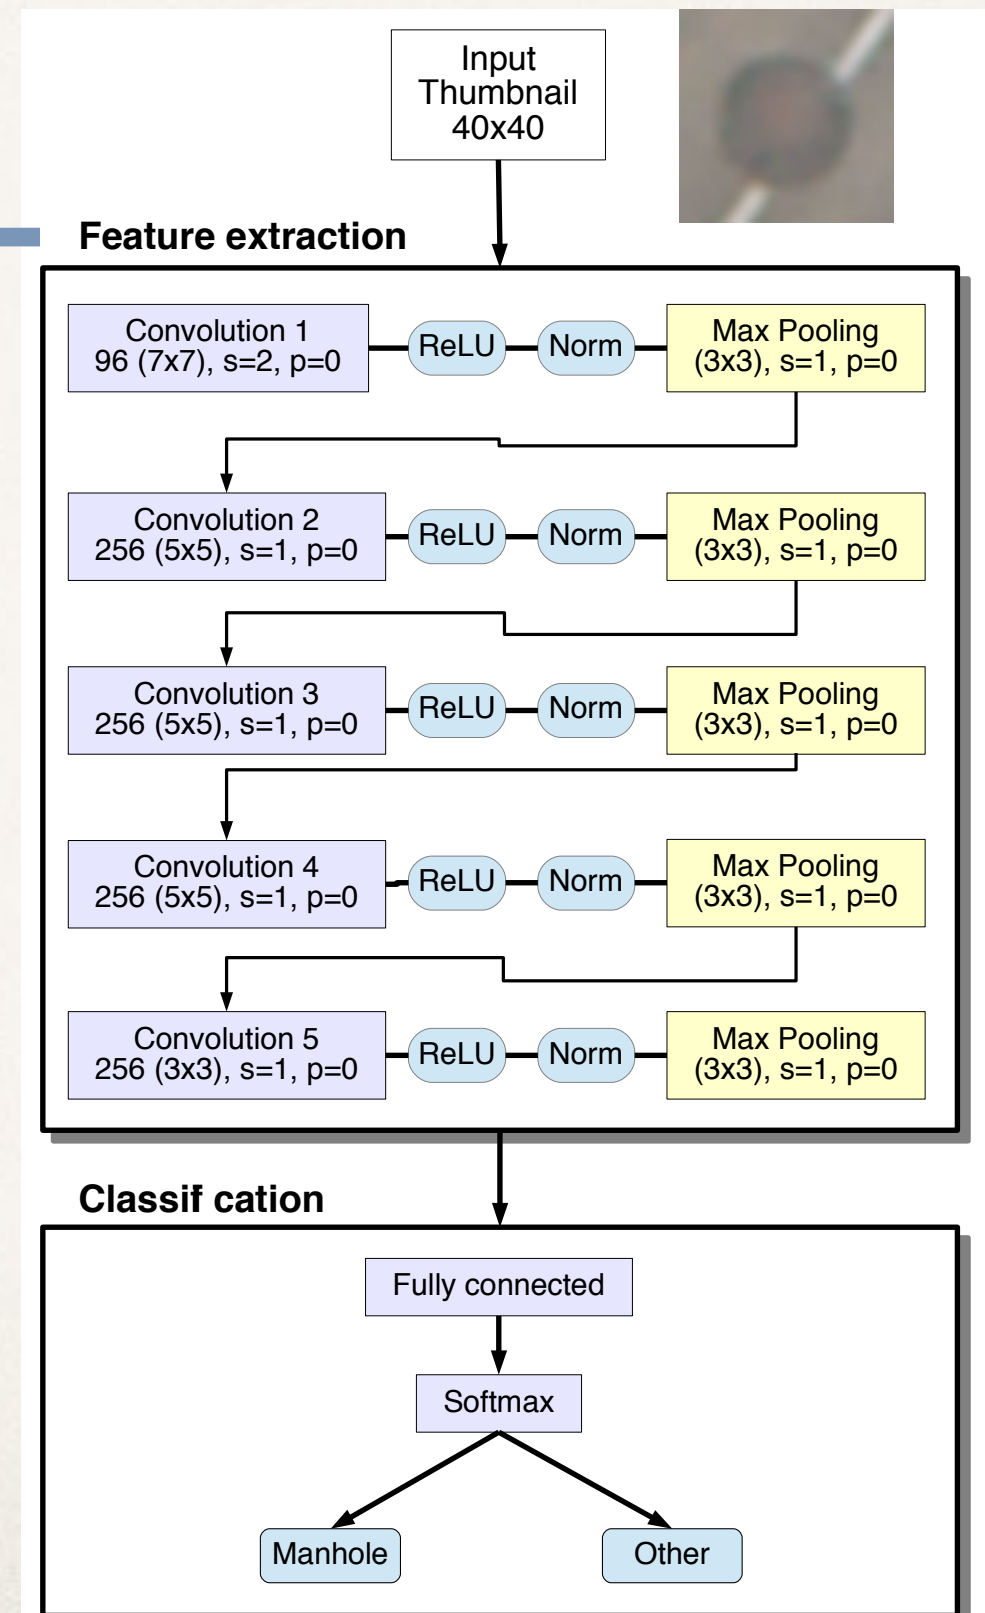 Input
Thumbnail
40x40
Feature extraction
Convolution 1
96 (7x7), s=2, p=0
ReLU
Norm
Max Pooling
(3x3), s=1, p=0
Convolution 2
256 (5x5), s=1, p=0
ReLU
Norm
Max Pooling
(3x3), s=1, p=0
Convolution 3
256 (5x5), s=1, p=0
ReLU
Norm
Max Pooling
(3x3), s=1, p=0
Convolution 4
256 (5x5), s=1, p=0
ReLU
Norm
Max Pooling
(3x3), s=1, p=0
Convolution 5
256 (3x3), s=1, p=0
ReLU
Norm
Max Pooling
(3x3), s=1, p=0
Classif cation
Fully connected
Softmax
Manhole
Other